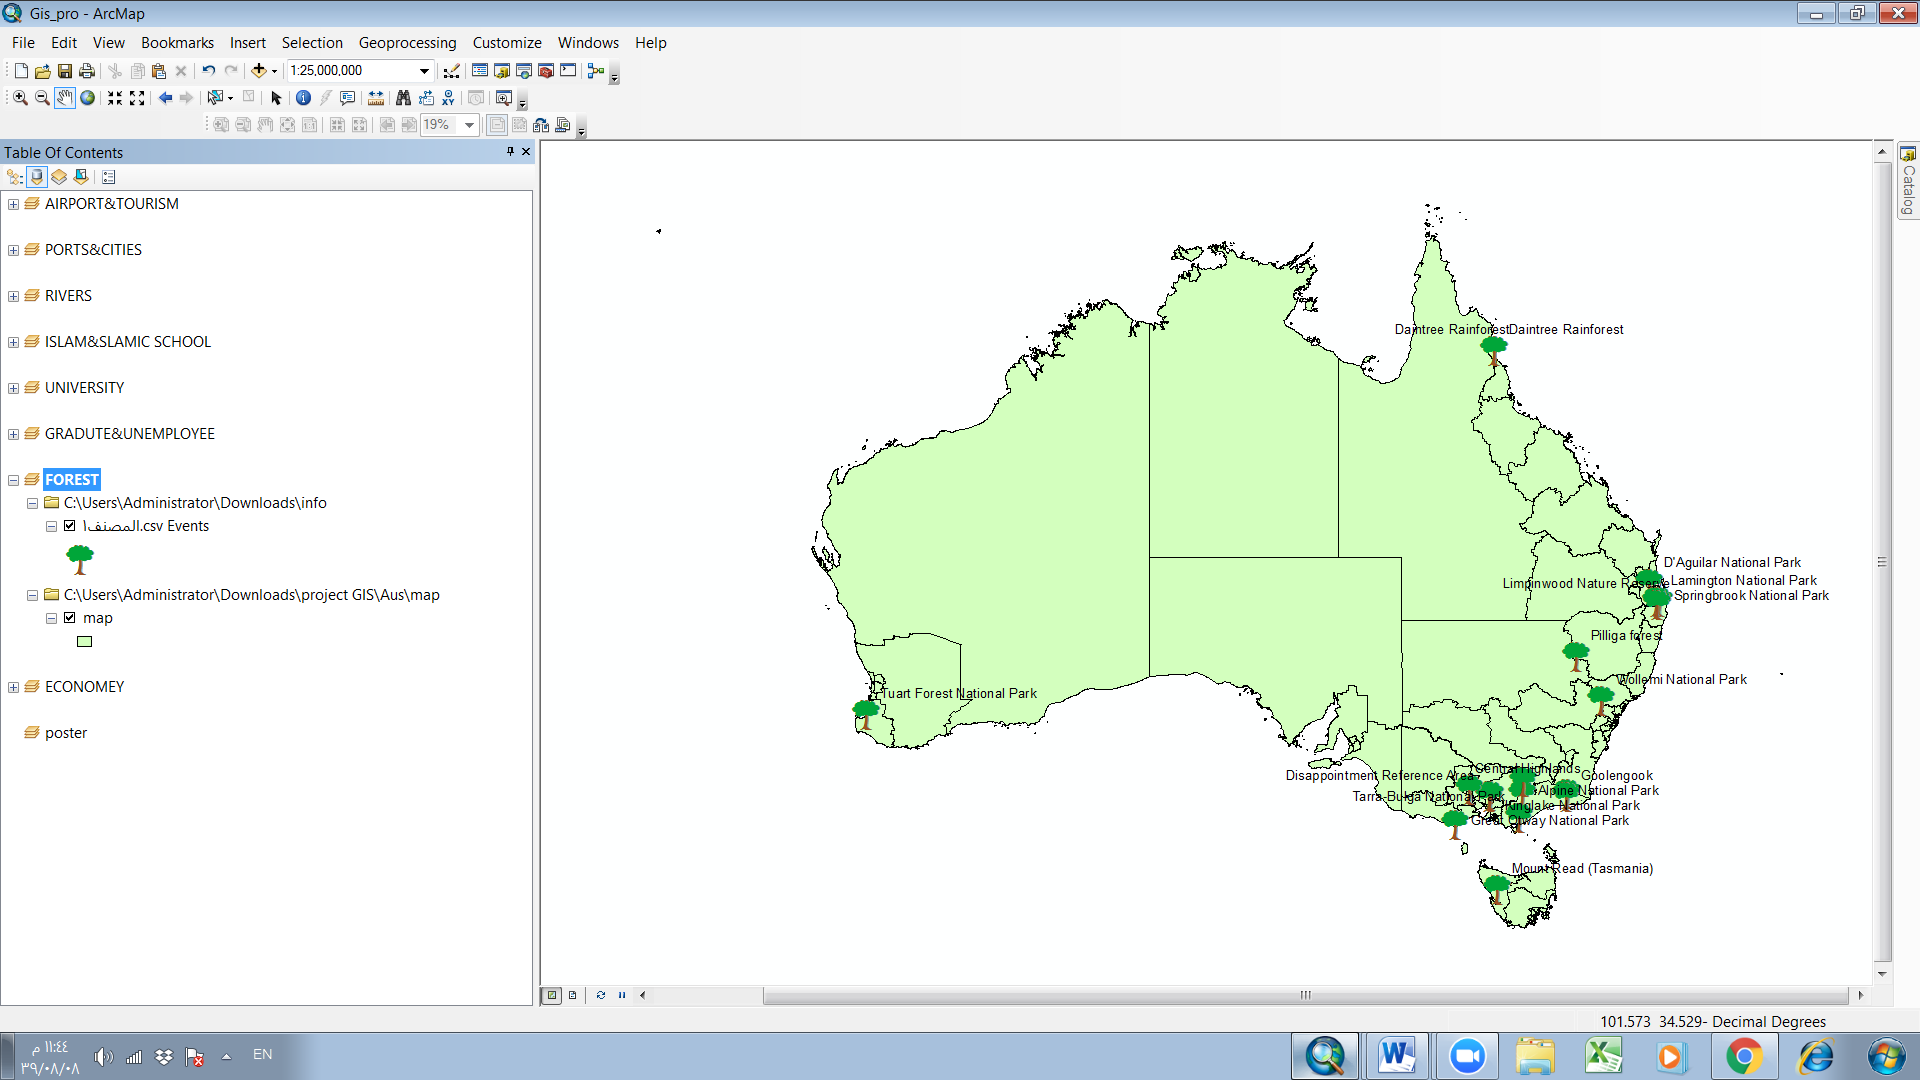 Gis_pro - ArcMap
File Edit View Bookmarks Insert Selection Geoprocessing Customize Windows Help
1:25,000,000
19%
Table Of Contents
AIRPORT&TOURISM
PORTS&CITIES
RIVERS
ISLAM&SLAMIC SCHOOL
UNIVERSITY
GRADUTE&UNEMPLOYEE
FOREST
C:\Users\Administrator\Downloads\info
المصنف١.csv Events
C:\Users\Administrator\Downloads\project GIS\Aus\map
map
ECONOMEY
poster
Catalog
Daintree Rainforest Daintree Rainforest
D'Aguilar National Park
Limpinwood Nature Reserve Lamington National Park
Springbrook National Park
Pilliga forest
Wollemi National Park
Tuart Forest National Park
Central Highlands
Disappointment Reference Area Goolengook
Alpine National Park
Tarra-Bulga National Park
Kinglake National Park
Great Otway National Park
Mount Read (Tasmania)
101.573 34.529- Decimal Degrees
١١:٤٤ م
٣٩/٠٨/٠٨
EN